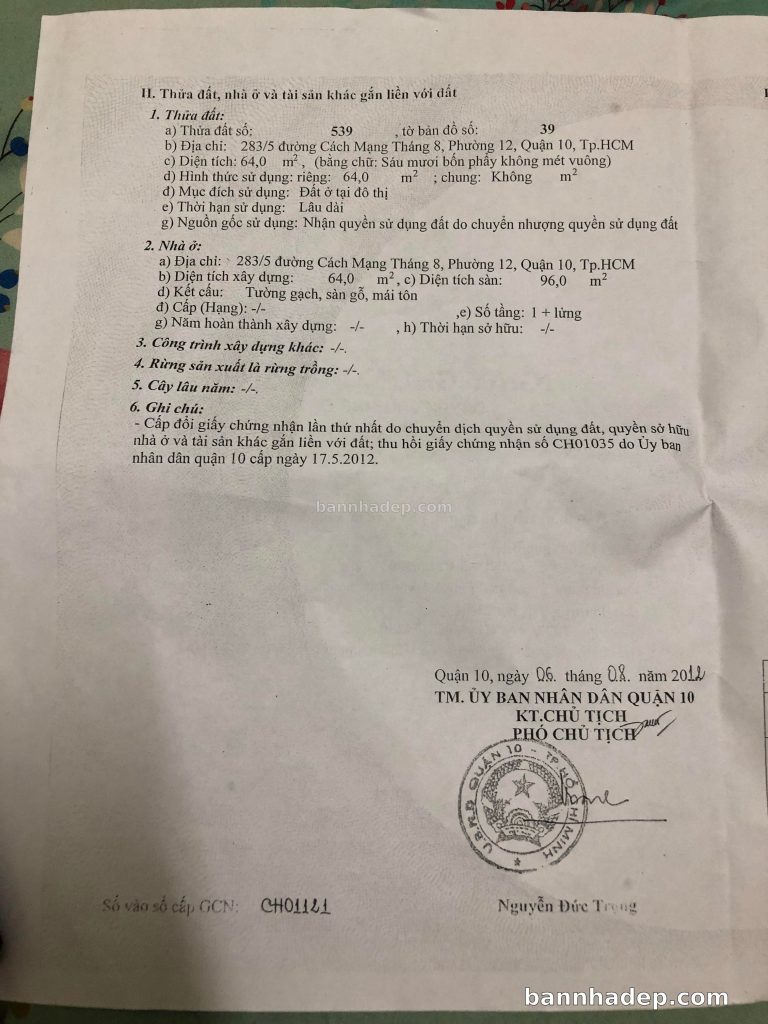 II. Thửa đất, nhà ở và tài sản khác gắn liền với đất
1. Thửa đất:
a) Thửa đất số: 539 , tờ bản đồ số: 39
b) Địa chỉ: 283/5 đường Cách Mạng Tháng 8, Phường 12, Quận 10, Tp.HCM
c) Diện tích: 64,0 m², (bằng chữ: Sáu mươi bốn phẩy không mét vuông)
d) Hình thức sử dụng: riêng: 64,0 m² ; chung: Không m²
đ) Mục đích sử dụng: Đất ở tại đô thị
e) Thời hạn sử dụng: Lâu dài
g) Nguồn gốc sử dụng: Nhận quyền sử dụng đất do chuyển nhượng quyền sử dụng đất
2. Nhà ở:
a) Địa chỉ: 283/5 đường Cách Mạng Tháng 8, Phường 12, Quận 10, Tp.HCM
b) Diện tích xây dựng: 64,0 m², c) Diện tích sàn: 96,0 m²
d) Kết cấu: Tường gạch, sàn gỗ, mái tôn
đ) Cấp (Hạng): -/- ,e) Số tầng: 1 + lửng
g) Năm hoàn thành xây dựng: -/- , h) Thời hạn sở hữu: -/-
3. Công trình xây dựng khác: -/-.
4. Rừng sản xuất là rừng trồng: -/-.
5. Cây lâu năm: -/-.
6. Ghi chú:
- Cấp đổi giấy chứng nhận lần thứ nhất do chuyển dịch quyền sử dụng đất, quyền sở hữu
nhà ở và tài sản khác gắn liền với đất; thu hồi giấy chứng nhận số CH01035 do Ủy ban
nhân dân quận 10 cấp ngày 17.5.2012.
bannhadep.com
Quận 10, ngày 06. tháng 08. năm 2012
TM. ỦY BAN NHÂN DÂN QUẬN 10
KT.CHỦ TỊCH
PHÓ CHỦ TỊCH
U.B.N.D QUẬN 10 - TP.HỒ CHÍ MINH
Số vào sổ cấp GCN: CH01121
Nguyễn Đức Trọng
bannhadep.com